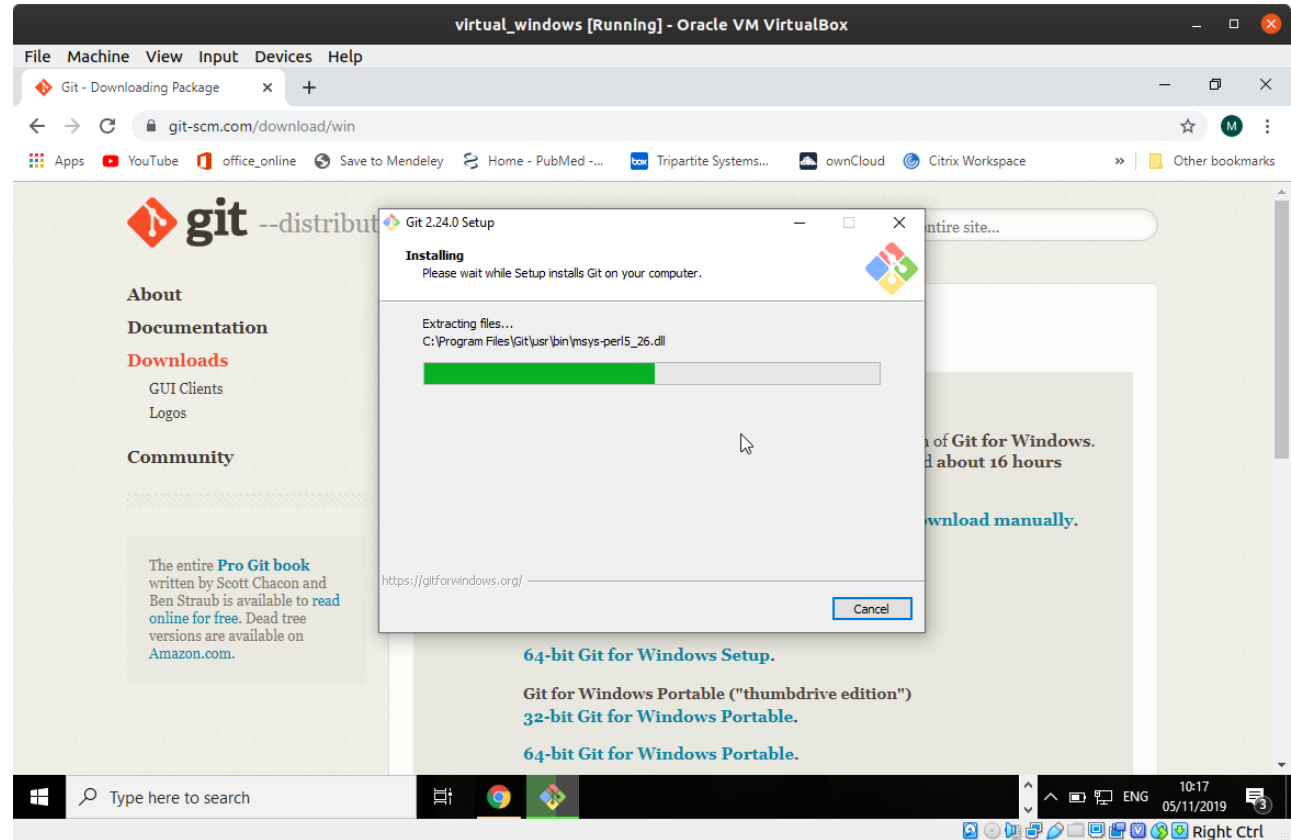 virtual_windows [Running] - Oracle VM VirtualBox
File Machine View Input Devices Help
Git - Downloading Package
git-scm.com/download/win
M
Apps YouTube office_online Save to Mendeley Home - PubMed -... box Tripartite Systems... ownCloud Citrix Workspace » Other bookmarks
git --distribut
ntire site...
About
Documentation
Downloads
GUI Clients
Logos
Community
The entire Pro Git book
written by Scott Chacon and
Ben Straub is available to read
online for free. Dead tree
versions are available on
Amazon.com.
Git 2.24.0 Setup
Installing
Please wait while Setup installs Git on your computer.
Extracting files...
C:\Program Files\Git\usr\bin\msys-perl5_26.dll
https://gitforwindows.org/
Cancel
of Git for Windows.
about 16 hours
wnload manually.
64-bit Git for Windows Setup.
Git for Windows Portable ("thumbdrive edition")
32-bit Git for Windows Portable.
64-bit Git for Windows Portable.
Type here to search
ENG
10:17
05/11/2019
3
Right Ctrl